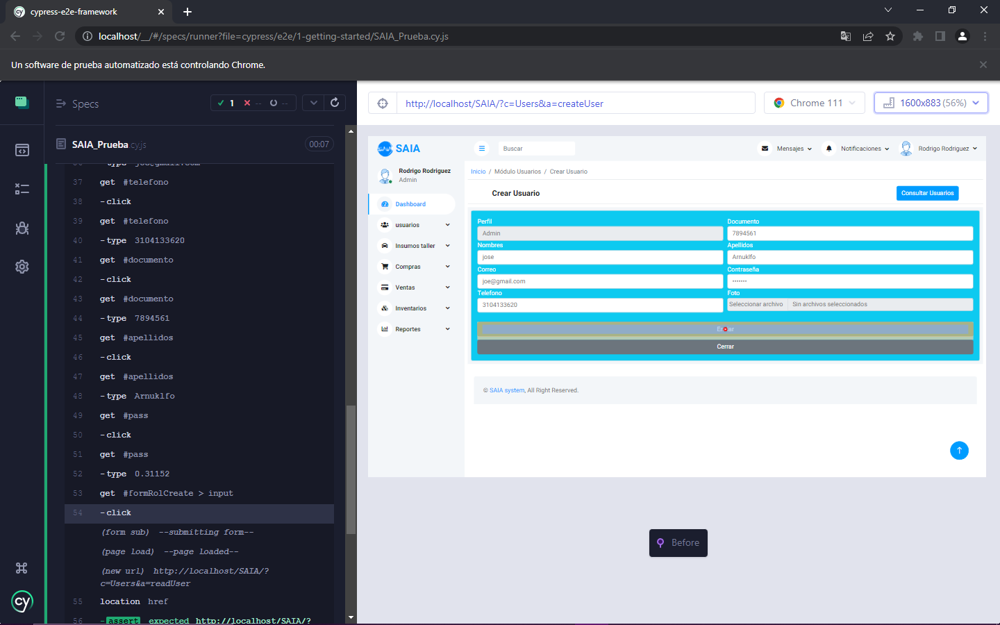 cypress-e2e-framework
localhost/__/#/specs/runner?file=cypress/e2e/1-getting-started/SAIA_Prueba.cy.js
Un software de prueba automatizado está controlando Chrome.
Specs
1 -- --
SAIA_Prueba.cy.js
00:07
37 get #telefono
38 -click
39 get #telefono
40 -type 3104133620
41 get #documento
42 -click
43 get #documento
44 -type 7894561
45 get #apellidos
46 -click
47 get #apellidos
48 -type Arnuklfo
49 get #pass
50 -click
51 get #pass
52 -type 0.31152
53 get #formRolCreate > input
54 -click
(form sub) --submitting form--
(page load) --page loaded--
(new url) http://localhost/SAIA/?
c=Users&a=readUser
55 location href
56 -assert expected http://localhost/SAIA/?
http://localhost/SAIA/?c=Users&a=createUser
Chrome 111
1600x883 (56%)
SAIA
Buscar
Mensajes
Notificaciones
Rodrigo Rodriguez
Rodrigo Rodriguez
Admin
Dashboard
usuarios
Insumos taller
Compras
Ventas
Inventarios
Reportes
Inicio / Módulo Usuarios / Crear Usuario
Crear Usuario
Consultar Usuarios
Perfil
Admin
Documento
7894561
Nombres
jose
Apellidos
Arnuklfo
Correo
joe@gmail.com
Contraseña
•••••••
Telefono
3104133620
Foto
Seleccionar archivo Sin archivos seleccionados
Cerrar
© SAIA system, All Right Reserved.
Before
cy